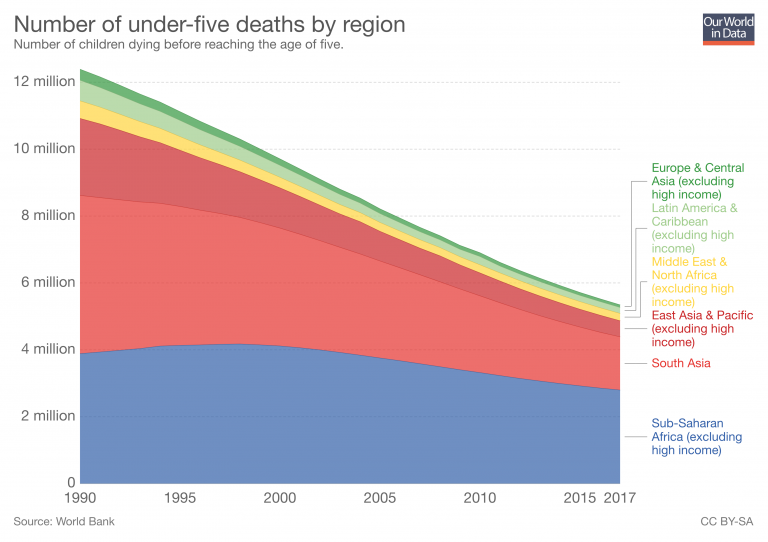 Number of under-five deaths by region
Number of children dying before reaching the age of five.
Our World
in Data
12 million
10 million
8 million
6 million
4 million
2 million
0
1990
1995
2000
2005
2010
2015
2017
Europe & Central
Asia (excluding
high income)
Latin America &
Caribbean
(excluding high
income)
Middle East &
North Africa
(excluding high
income)
East Asia & Pacific
(excluding high
income)
South Asia
Sub-Saharan
Africa (excluding
high income)
Source: World Bank
CC BY-SA